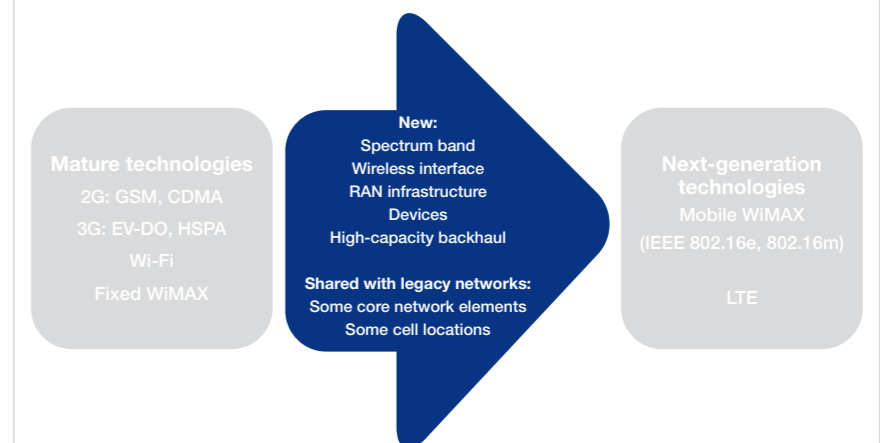 Mature technologies
2G: GSM, CDMA
3G: EV-DO, HSPA
Wi-Fi
Fixed WiMAX
New:
Spectrum band
Wireless interface
RAN infrastructure
Devices
High-capacity backhaul
Shared with legacy networks:
Some core network elements
Some cell locations
Next-generation
technologies
Mobile WiMAX
(IEEE 802.16e, 802.16m)
LTE